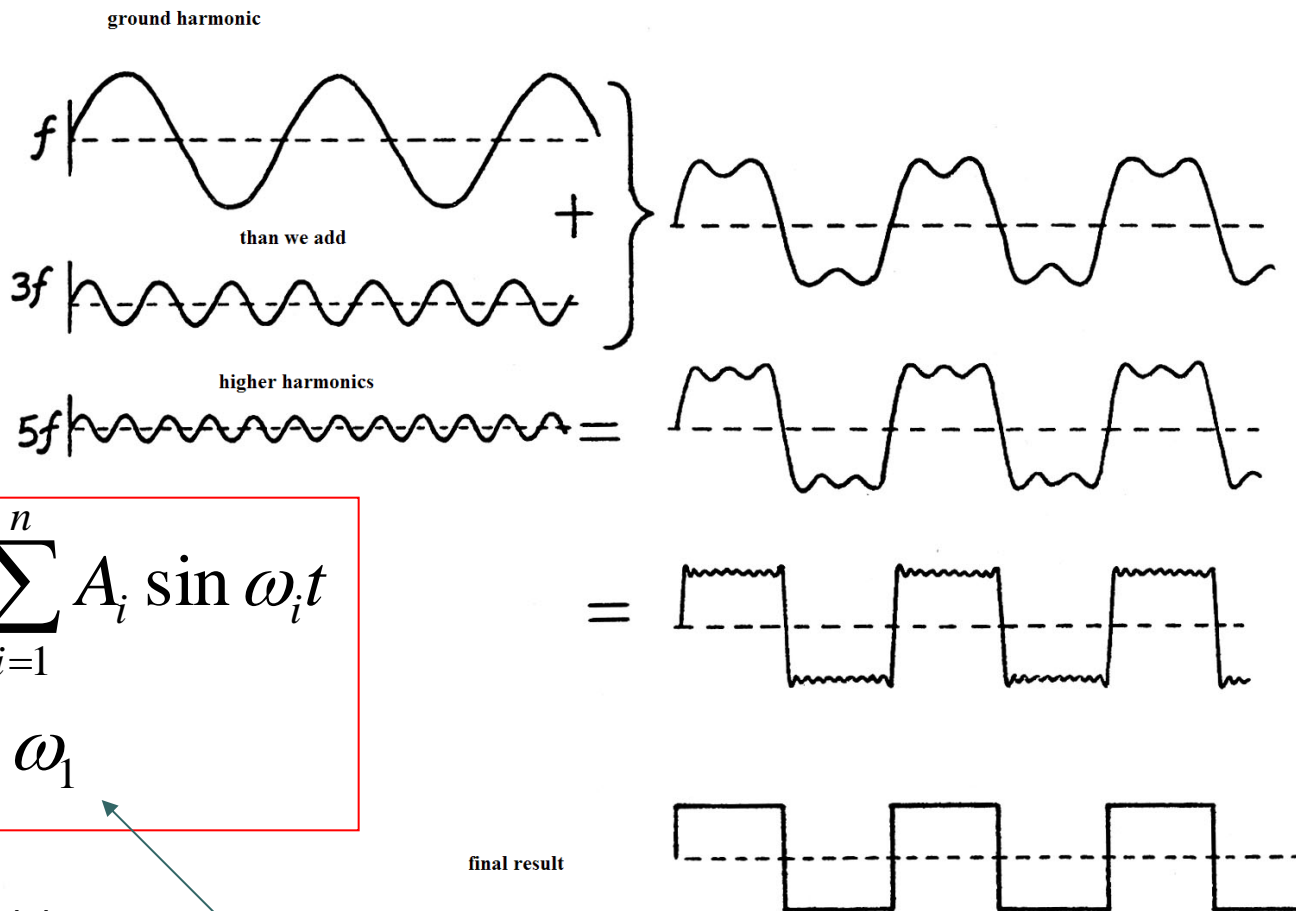 ground harmonic
f
+
than we add
3f
higher harmonics
5f
=
n
∑ A_i sin ω_i t
i=1
=
ω_1
final result